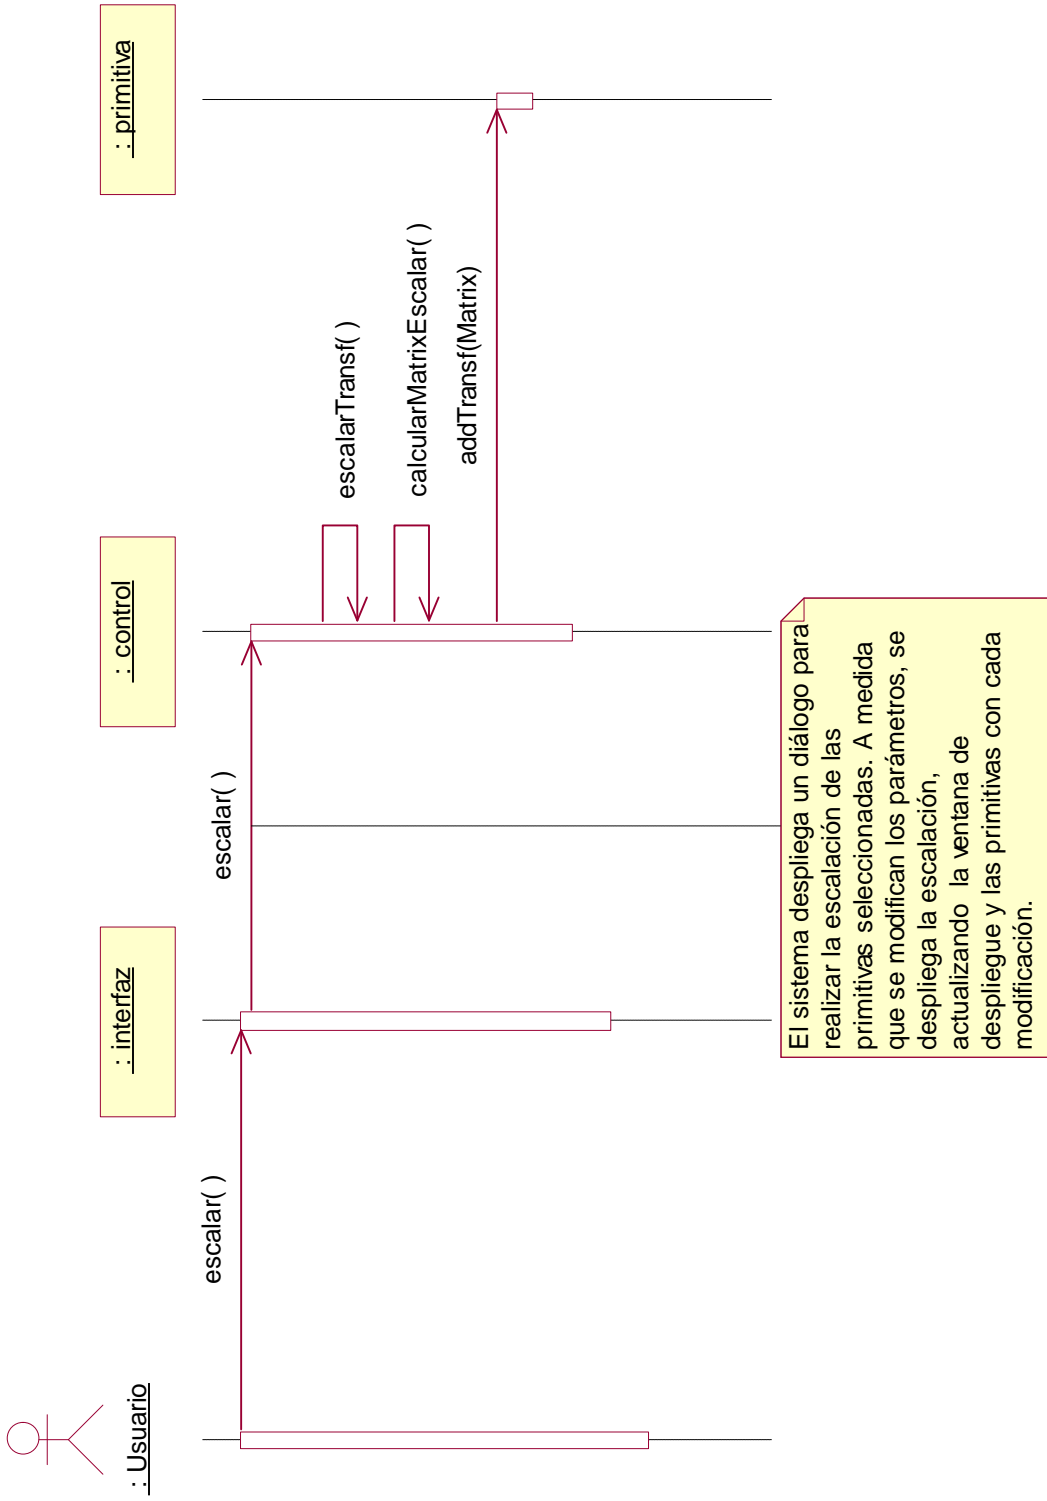 : Usuario
: interfaz
: control
: primitiva
escalar( )
escalar( )
escalarTransf( )
calcularMatrixEscalar( )
addTransf(Matrix)
El sistema despliega un diálogo para
realizar la escalación de las
primitivas seleccionadas. A medida
que se modifican los parámetros, se
despliega la escalación,
actualizando  la ventana de
despliegue y las primitivas con cada
modificación.